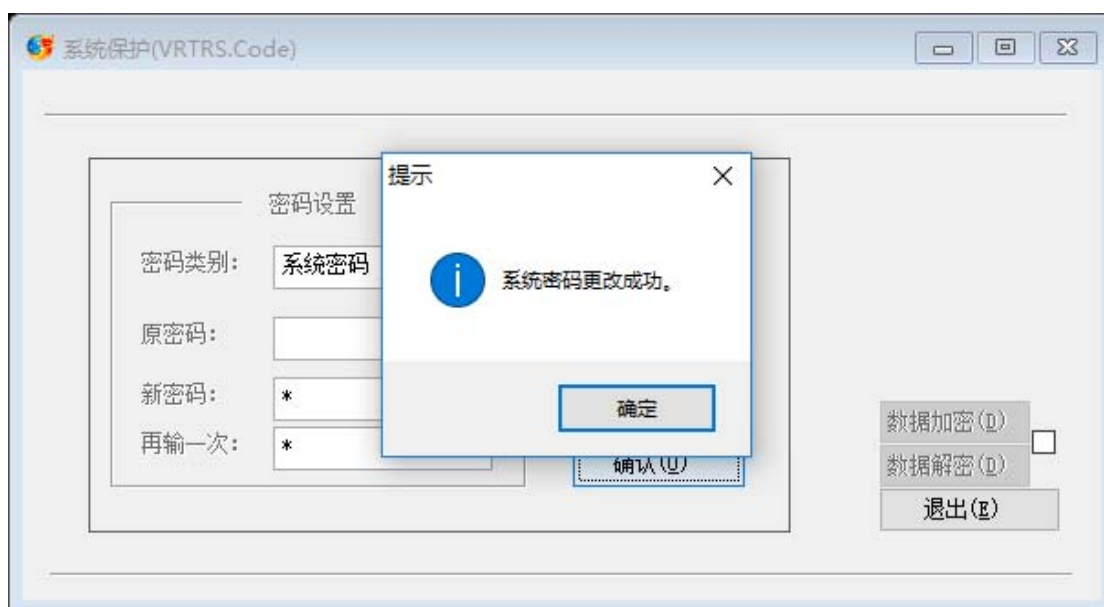 系统保护(VRTRS.Code)
提示
密码设置
密码类别：
系统密码
系统密码更改成功。
原密码：
新密码：
*
确定
再输一次：
*
确认(U)
数据加密(D)
数据解密(D)
退出(E)